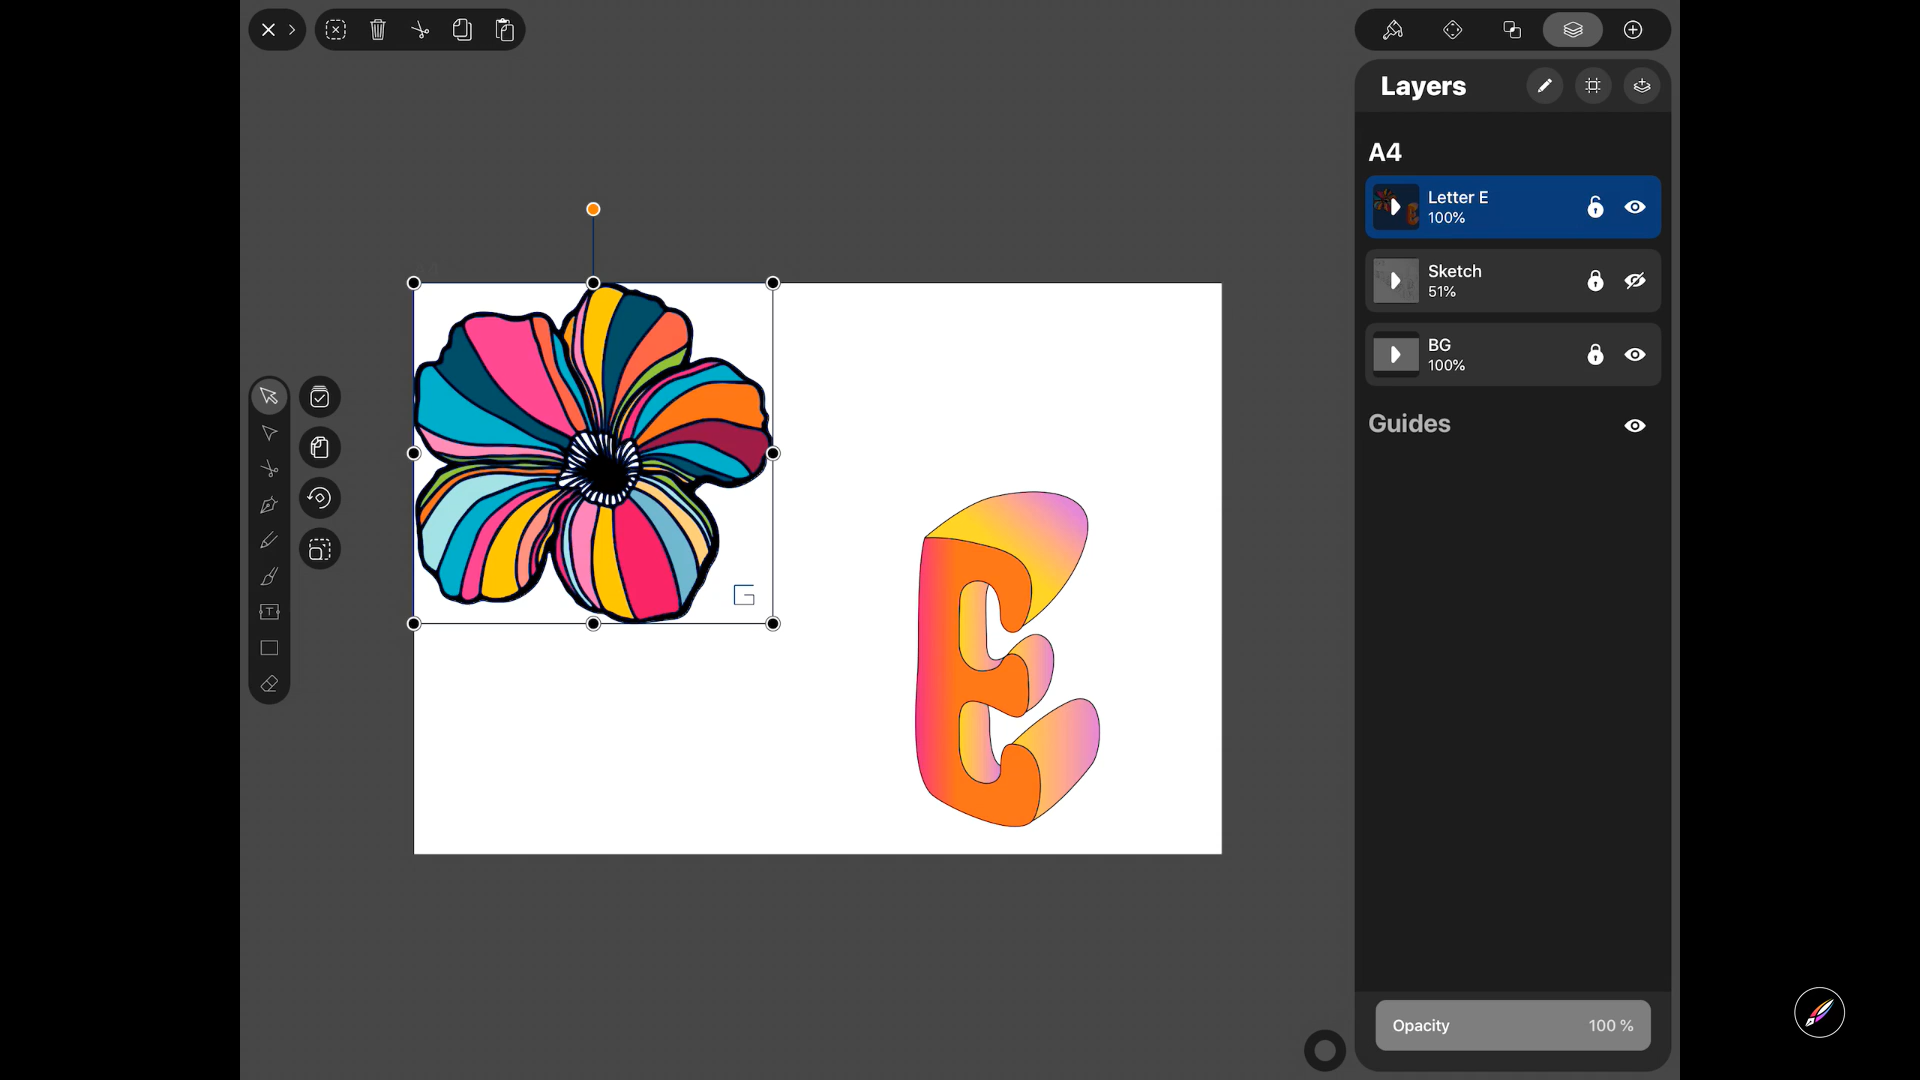 Layers
A4
Letter E
100%
Sketch
51%
BG
100%
Guides
T
E
Opacity 100 %